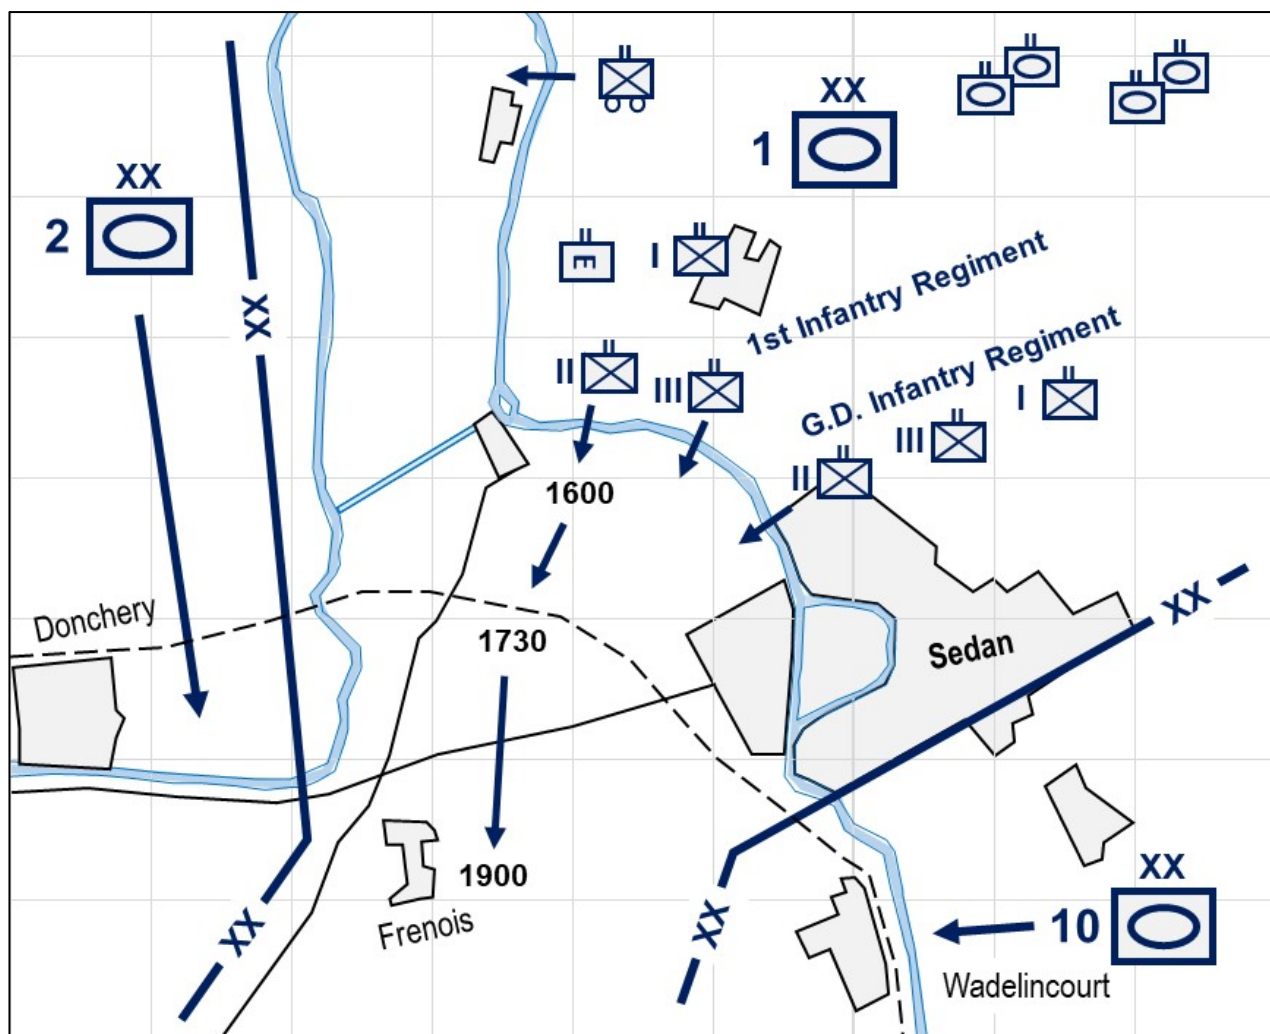 XX
1
XX
2
XX
I
1st Infantry Regiment
G.D. Infantry Regiment
II
III
I
III
II
1600
XX
Donchery
1730
Sedan
1900
XX
Frenois
XX
XX
10
Wadelincourt
E